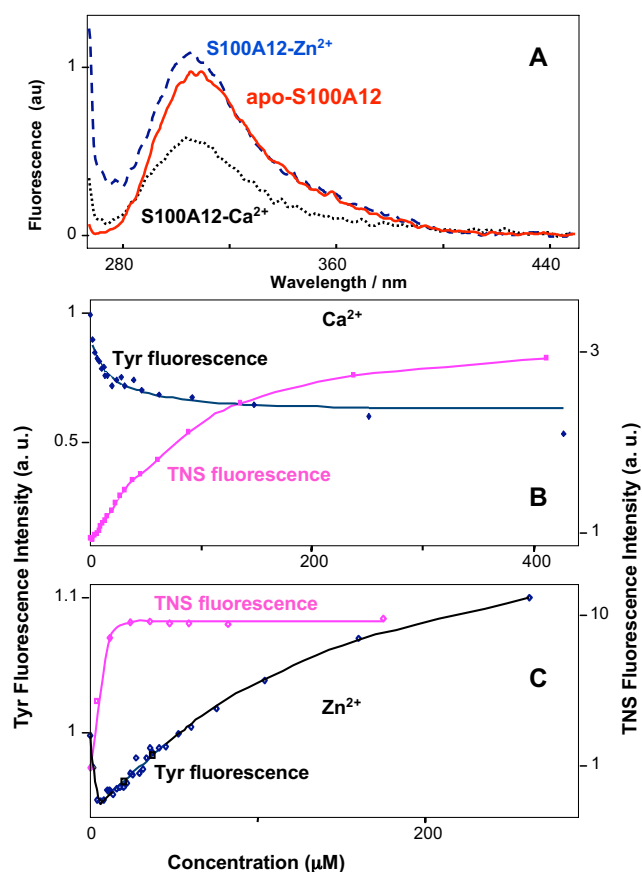 S100A12-Zn2+
A
apo-S100A12
S100A12-Ca2+
Fluorescence (au)
1
0
280
360
440
Wavelength / nm
1
0.5
Ca2+
Tyr fluorescence
TNS fluorescence
B
3
1
0
200
400
Tyr Fluorescence Intensity (a. u.)
TNS Fluorescence Intensity (a. u.)
1.1
1
TNS fluorescence
C
Zn2+
Tyr fluorescence
10
1
0
200
Concentration (μM)